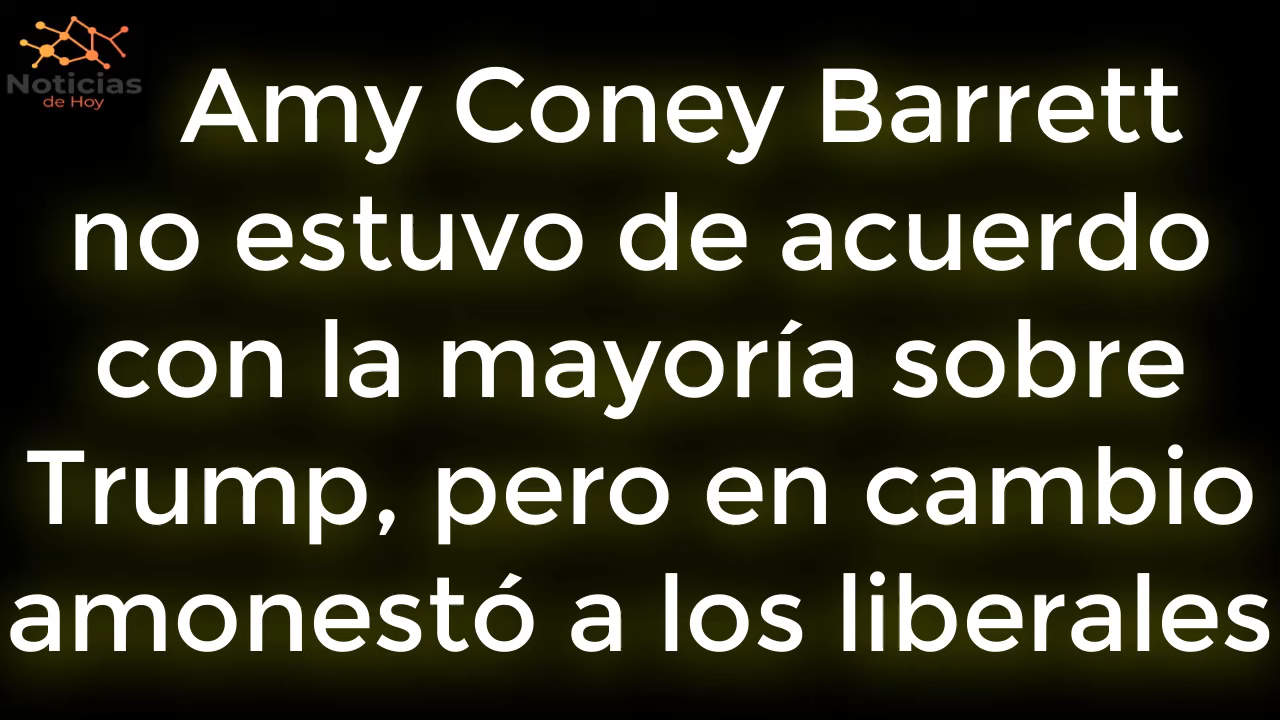 Noticias
de Hoy
Amy Coney Barrett
no estuvo de acuerdo
con la mayoría sobre
Trump, pero en cambio
amonestó a los liberales